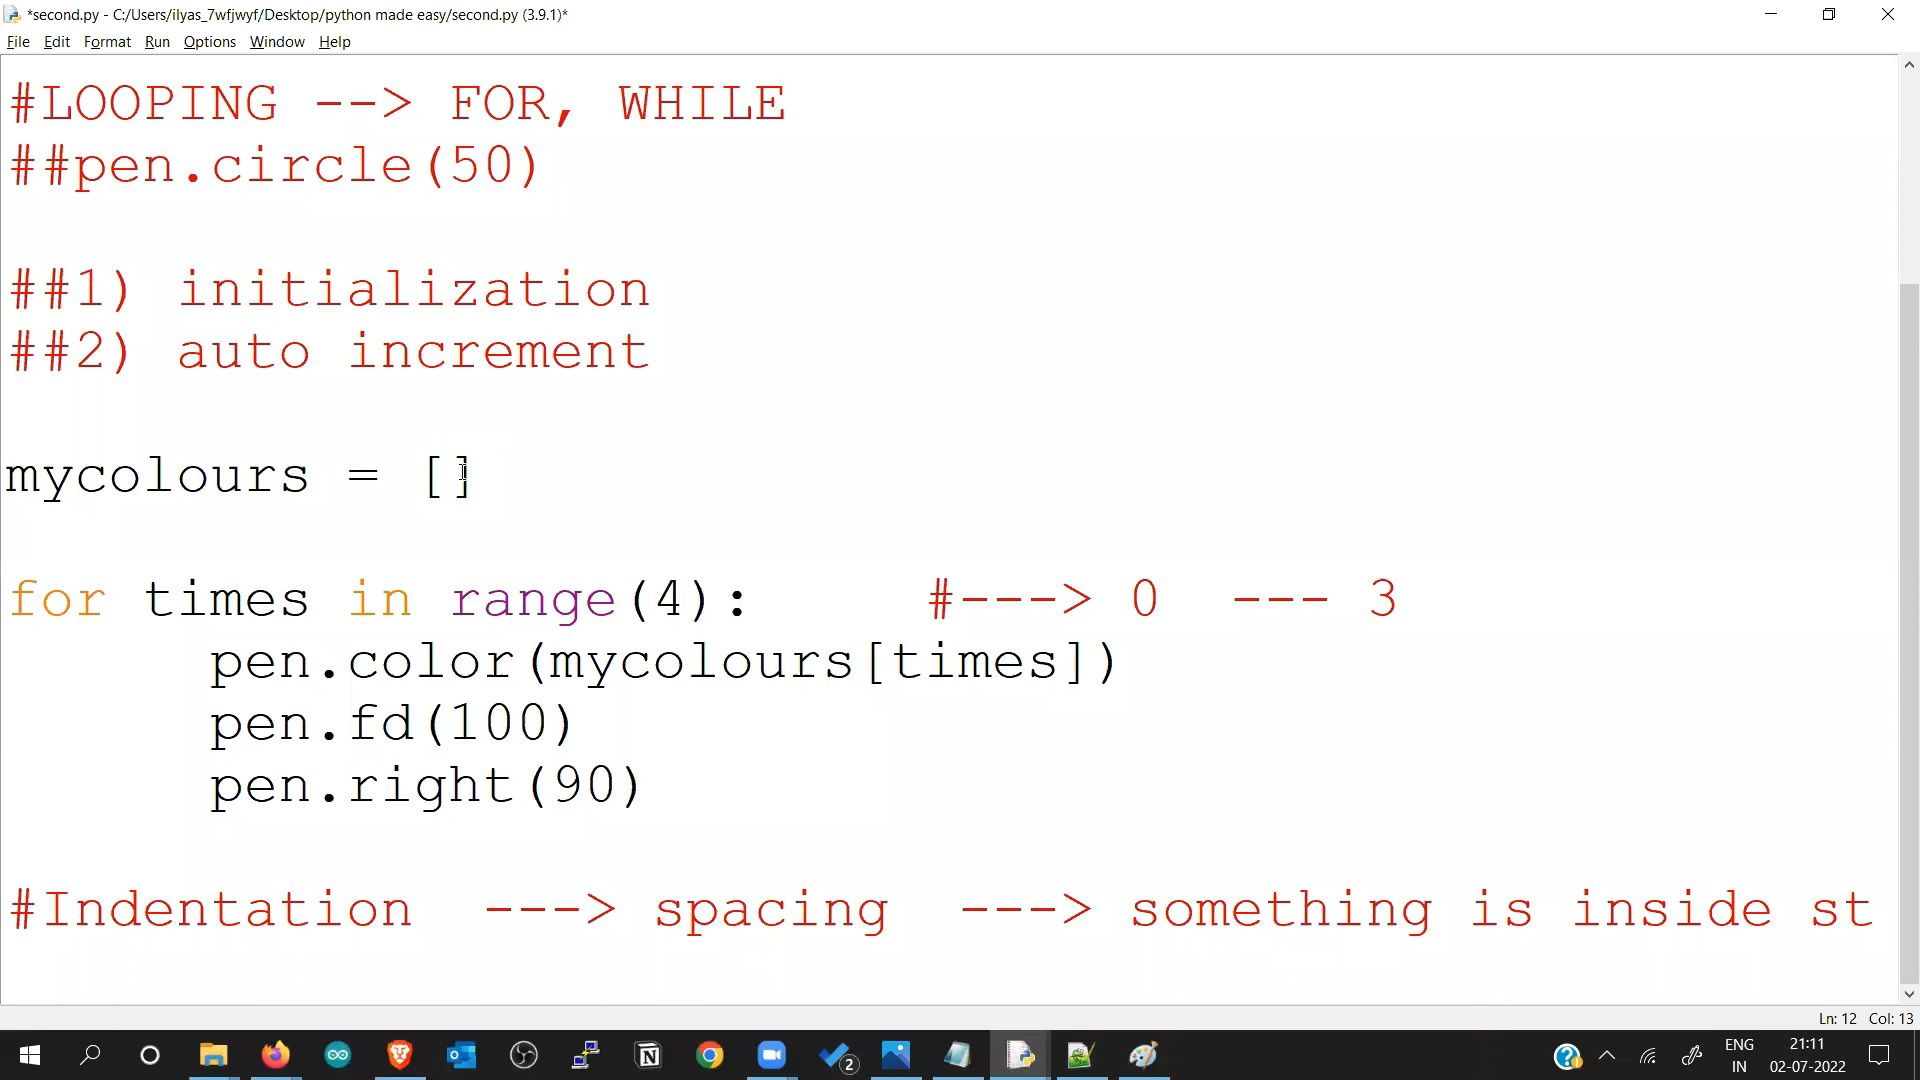 *second.py - C:/Users/ilyas_7wfjwyf/Desktop/python made easy/second.py (3.9.1)*
File Edit Format Run Options Window Help
#LOOPING --> FOR, WHILE
##pen.circle(50)
##1) initialization
##2) auto increment
mycolours = []
for times in range(4): #---> 0 --- 3
pen.color(mycolours[times])
pen.fd(100)
pen.right(90)
#Indentation ---> spacing ---> something is inside st
Ln: 12 Col: 13
2
ENG
IN
21:11
02-07-2022